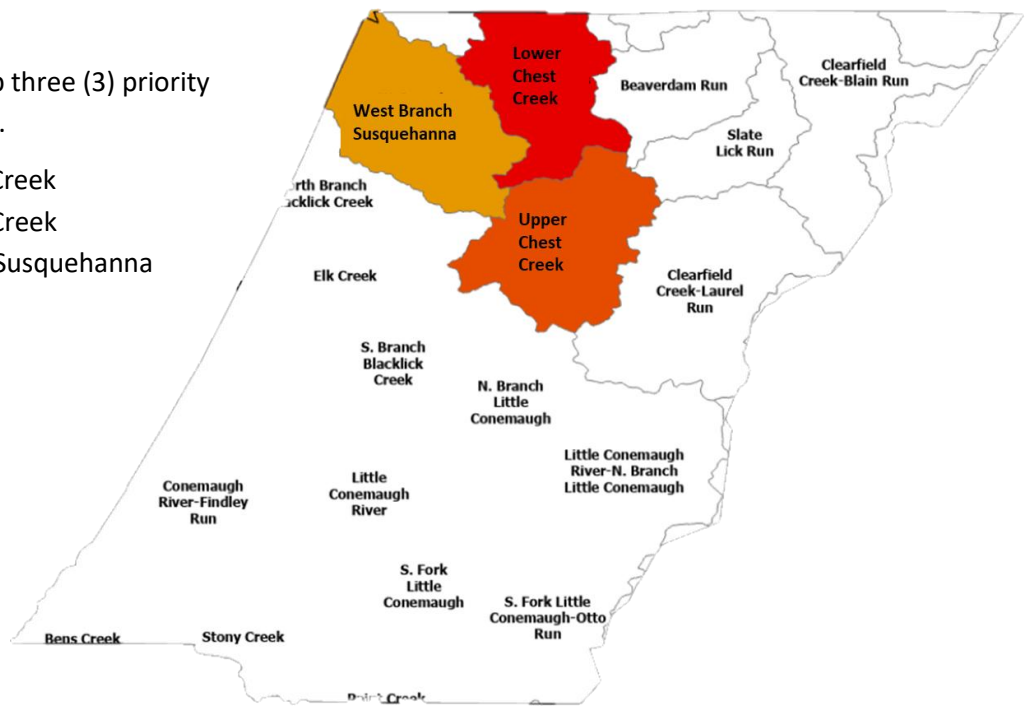 three (3) priority
.
Creek
Creek
Susquehanna
Lower
Chest
Creek
West Branch
Susquehanna
Beaverdam Run
Clearfield
Creek-Blain Run
Slate
Lick Run
Branch
Creek
Upper
Chest
Creek
Elk Creek
Clearfield
Creek-Laurel
Run
S. Branch
Blacklick
Creek
N. Branch
Little
Conemaugh
Little Conemaugh
River-N. Branch
Little Conemaugh
Conemaugh
River-Findley
Run
Little
Conemaugh
River
S. Fork
Little
Conemaugh
S. Fork Little
Conemaugh-Otto
Run
Bens Creek
Stony Creek
Creek